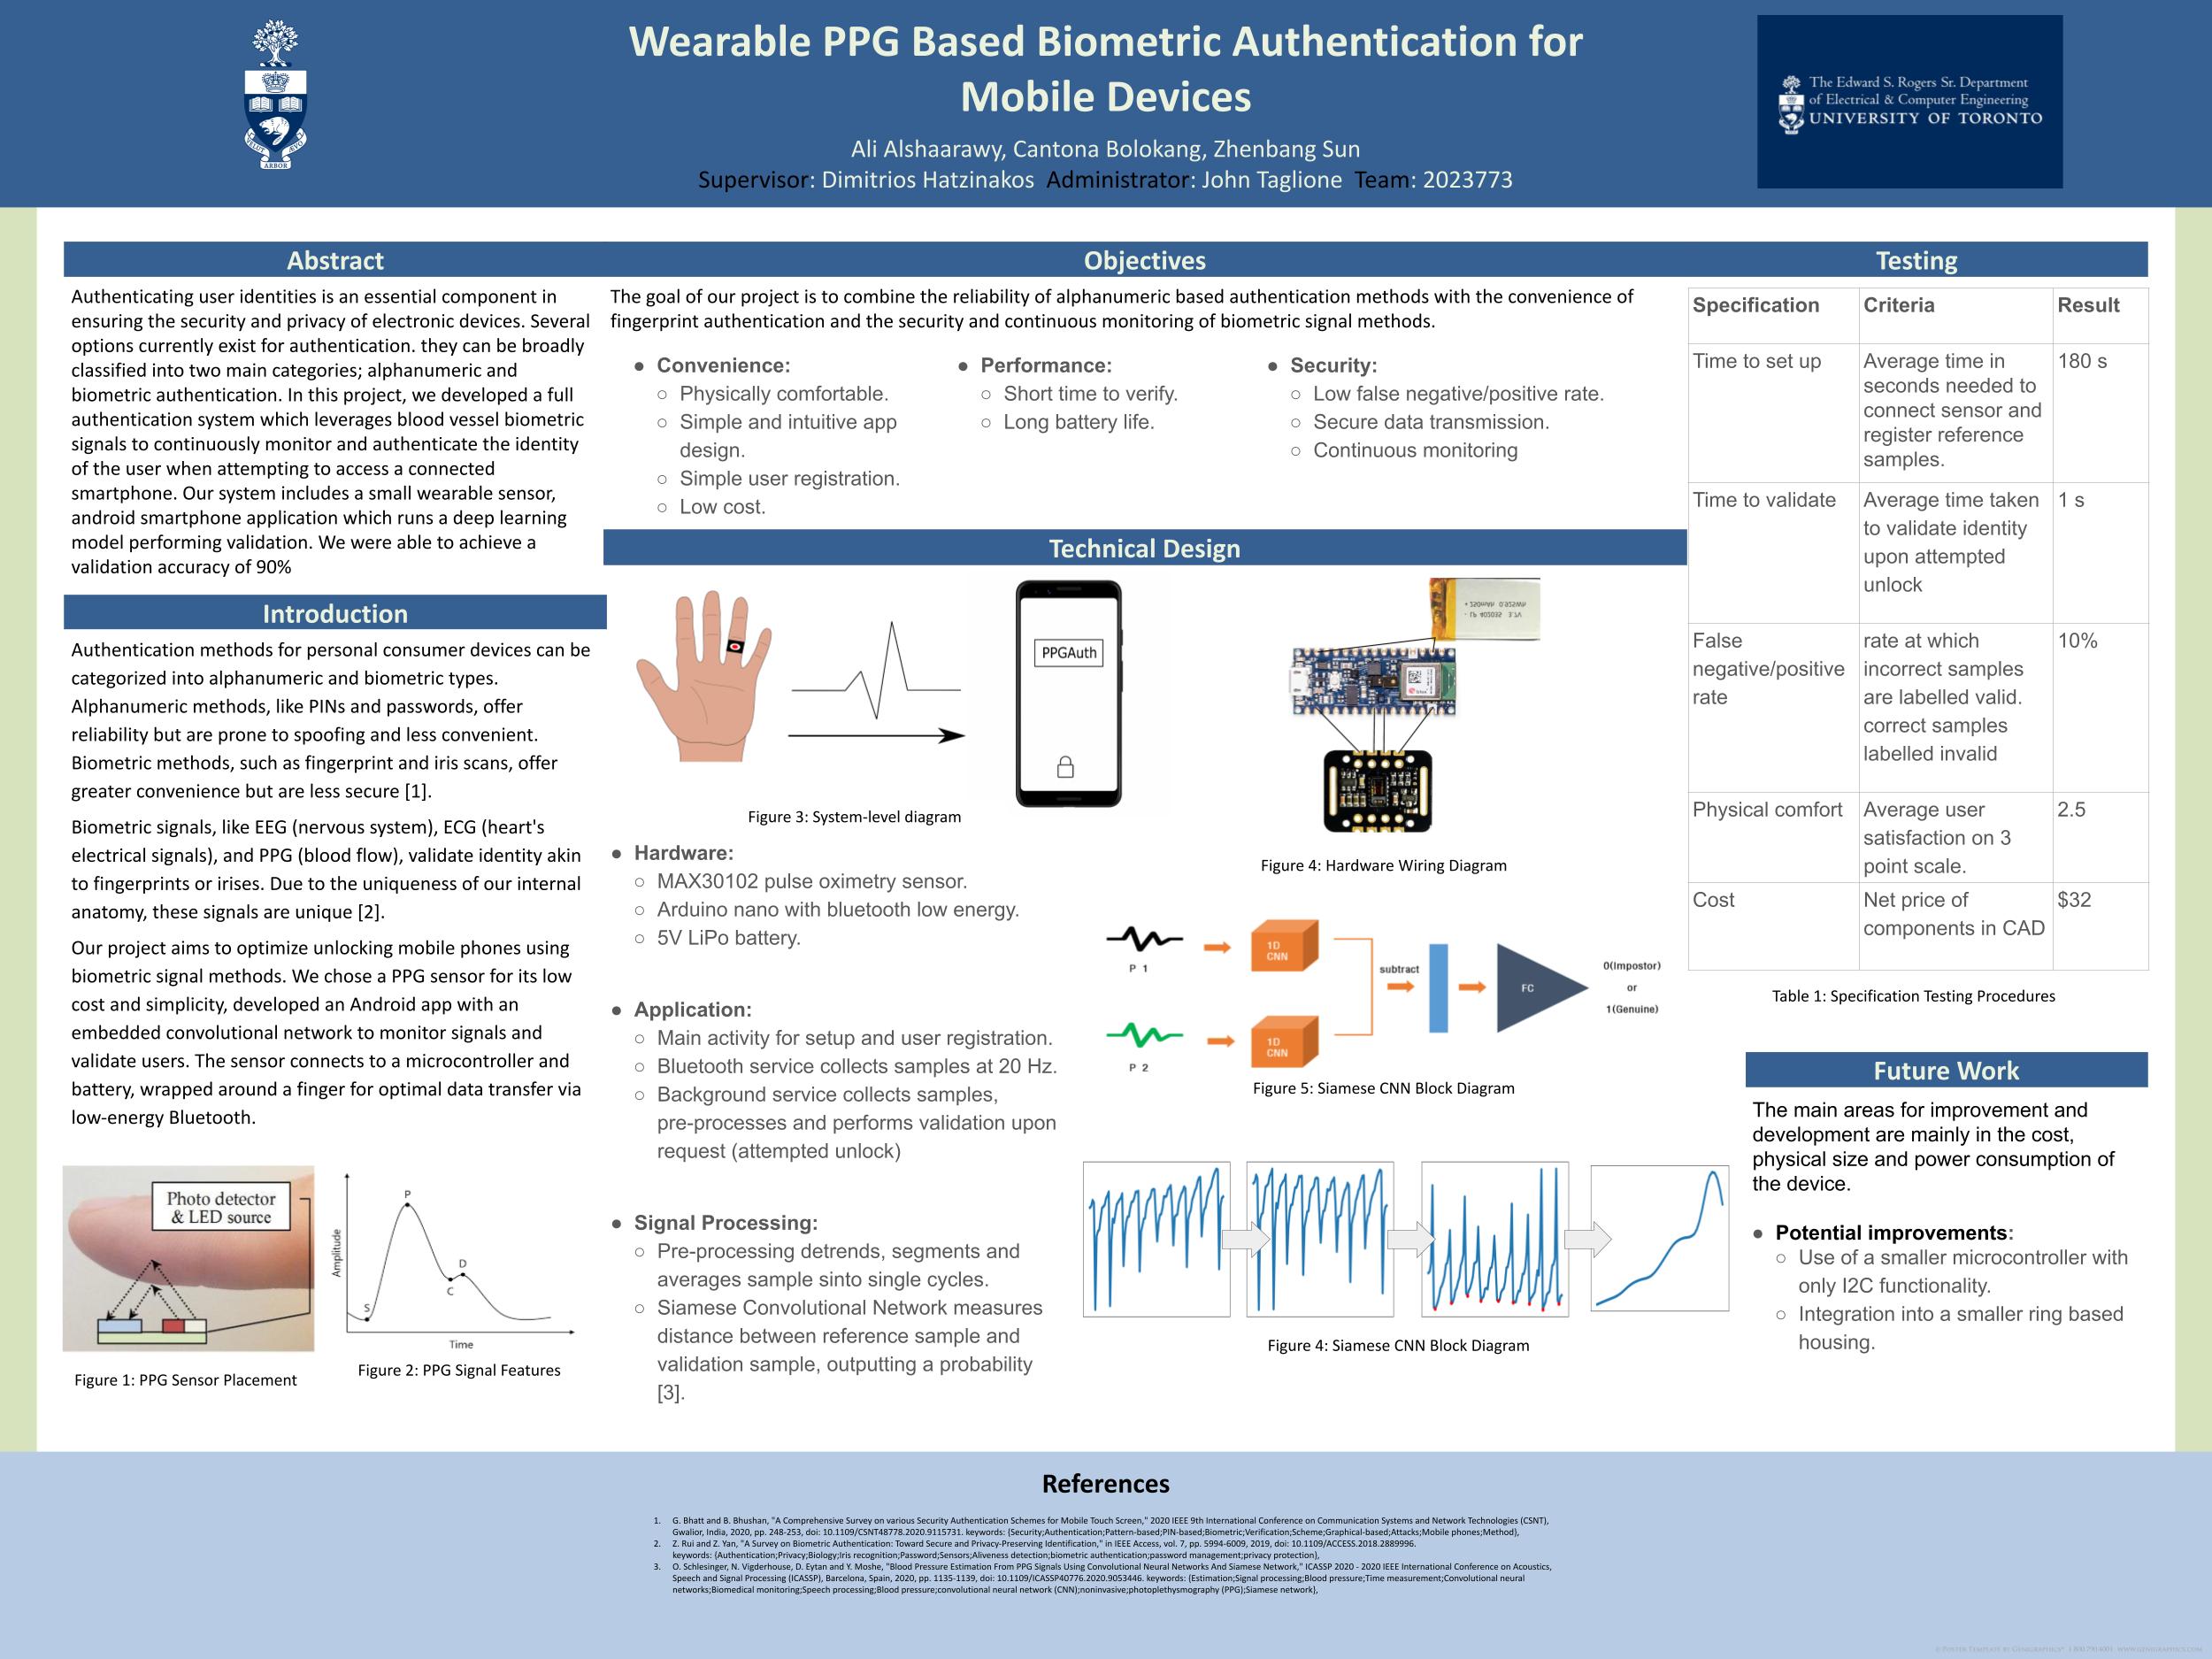 Wearable PPG Based Biometric Authentication for
Mobile Devices
Ali Alshaarawy, Cantona Bolokang, Zhenbang Sun
Supervisor: Dimitrios Hatzinakos Administrator: John Taglione Team: 2023773
ARBOR
The Edward S. Rogers Sr. Department
of Electrical & Computer Engineering
UNIVERSITY OF TORONTO
Abstract
Authenticating user identities is an essential component in
ensuring the security and privacy of electronic devices. Several
options currently exist for authentication. they can be broadly
classified into two main categories; alphanumeric and
biometric authentication. In this project, we developed a full
authentication system which leverages blood vessel biometric
signals to continuously monitor and authenticate the identity
of the user when attempting to access a connected
smartphone. Our system includes a small wearable sensor,
android smartphone application which runs a deep learning
model performing validation. We were able to achieve a
validation accuracy of 90%
Introduction
Authentication methods for personal consumer devices can be
categorized into alphanumeric and biometric types.
Alphanumeric methods, like PINs and passwords, offer
reliability but are prone to spoofing and less convenient.
Biometric methods, such as fingerprint and iris scans, offer
greater convenience but are less secure [1].
Biometric signals, like EEG (nervous system), ECG (heart's
electrical signals), and PPG (blood flow), validate identity akin
to fingerprints or irises. Due to the uniqueness of our internal
anatomy, these signals are unique [2].
Our project aims to optimize unlocking mobile phones using
biometric signal methods. We chose a PPG sensor for its low
cost and simplicity, developed an Android app with an
embedded convolutional network to monitor signals and
validate users. The sensor connects to a microcontroller and
battery, wrapped around a finger for optimal data transfer via
low-energy Bluetooth.
Photo detector
& LED source
Figure 1: PPG Sensor Placement
Amplitude
P
D
C
S
Time
Figure 2: PPG Signal Features
Objectives
The goal of our project is to combine the reliability of alphanumeric based authentication methods with the convenience of
fingerprint authentication and the security and continuous monitoring of biometric signal methods.
● Convenience:
○ Physically comfortable.
○ Simple and intuitive app
design.
○ Simple user registration.
○ Low cost.
● Performance:
○ Short time to verify.
○ Long battery life.
● Security:
○ Low false negative/positive rate.
○ Secure data transmission.
○ Continuous monitoring
Technical Design
PPGAuth
Figure 3: System-level diagram
+ 250mAh 0.925Wh
- LP 402035 3.7V
Figure 4: Hardware Wiring Diagram
● Hardware:
○ MAX30102 pulse oximetry sensor.
○ Arduino nano with bluetooth low energy.
○ 5V LiPo battery.
● Application:
○ Main activity for setup and user registration.
○ Bluetooth service collects samples at 20 Hz.
○ Background service collects samples,
pre-processes and performs validation upon
request (attempted unlock)
● Signal Processing:
○ Pre-processing detrends, segments and
averages sample sinto single cycles.
○ Siamese Convolutional Network measures
distance between reference sample and
validation sample, outputting a probability
[3].
P 1
1D
CNN
P 2
1D
CNN
subtract
FC
0(Impostor)
or
1(Genuine)
Figure 5: Siamese CNN Block Diagram
Figure 4: Siamese CNN Block Diagram
Testing
Specification Criteria Result
Time to set up Average time in 180 s
seconds needed to
connect sensor and
register reference
samples.
Time to validate Average time taken 1 s
to validate identity
upon attempted
unlock
False rate at which 10%
negative/positive incorrect samples
rate are labelled valid.
correct samples
labelled invalid
Physical comfort Average user 2.5
satisfaction on 3
point scale.
Cost Net price of $32
components in CAD
Table 1: Specification Testing Procedures
Future Work
The main areas for improvement and
development are mainly in the cost,
physical size and power consumption of
the device.
● Potential improvements:
○ Use of a smaller microcontroller with
only I2C functionality.
○ Integration into a smaller ring based
housing.
References
1. G. Bhatt and B. Bhushan, "A Comprehensive Survey on various Security Authentication Schemes for Mobile Touch Screen," 2020 IEEE 9th International Conference on Communication Systems and Network Technologies (CSNT),
Gwalior, India, 2020, pp. 248-253, doi: 10.1109/CSNT48778.2020.9115731. keywords: {Security;Authentication;Pattern-based;PIN-based;Biometric;Verification;Scheme;Graphical-based;Attacks;Mobile phones;Method},
2. Z. Rui and Z. Yan, "A Survey on Biometric Authentication: Toward Secure and Privacy-Preserving Identification," in IEEE Access, vol. 7, pp. 5994-6009, 2019, doi: 10.1109/ACCESS.2018.2889996.
keywords: {Authentication;Privacy;Biology;Iris recognition;Password;Sensors;Aliveness detection;biometric authentication;password management;privacy protection},
3. O. Schlesinger, N. Vigderhouse, D. Eytan and Y. Moshe, "Blood Pressure Estimation From PPG Signals Using Convolutional Neural Networks And Siamese Network," ICASSP 2020 - 2020 IEEE International Conference on Acoustics,
Speech and Signal Processing (ICASSP), Barcelona, Spain, 2020, pp. 1135-1139, doi: 10.1109/ICASSP40776.2020.9053446. keywords: {Estimation;Signal processing;Blood pressure;Time measurement;Convolutional neural
networks;Biomedical monitoring;Speech processing;Blood pressure;convolutional neural network (CNN);noninvasive;photoplethysmography (PPG);Siamese network},